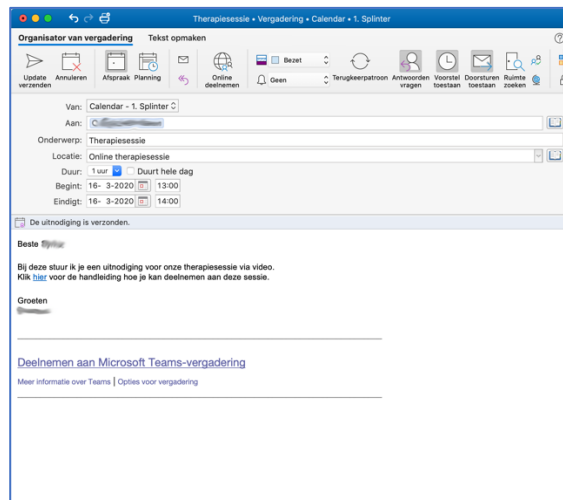 Therapiesessie • Vergadering • Calendar • 1. Splinter
Organisator van vergadering Tekst opmaken
Update verzenden Annuleren Afspraak Planning Online deelnemen Bezet Geen Terugkeerpatroon Antwoorden vragen Voorstel toestaan Doorsturen toestaan Ruimte zoeken
Van: Calendar - 1. Splinter
Aan:
Onderwerp: Therapiesessie
Locatie: Online therapiesessie
Duur: 1 uur Duurt hele dag
Begint: 16- 3-2020 13:00
Eindigt: 16- 3-2020 14:00
De uitnodiging is verzonden.
Beste
Bij deze stuur ik je een uitnodiging voor onze therapiesessie via video.
Klik hier voor de handleiding hoe je kan deelnemen aan deze sessie.
Groeten
Deelnemen aan Microsoft Teams-vergadering
Meer informatie over Teams | Opties voor vergadering